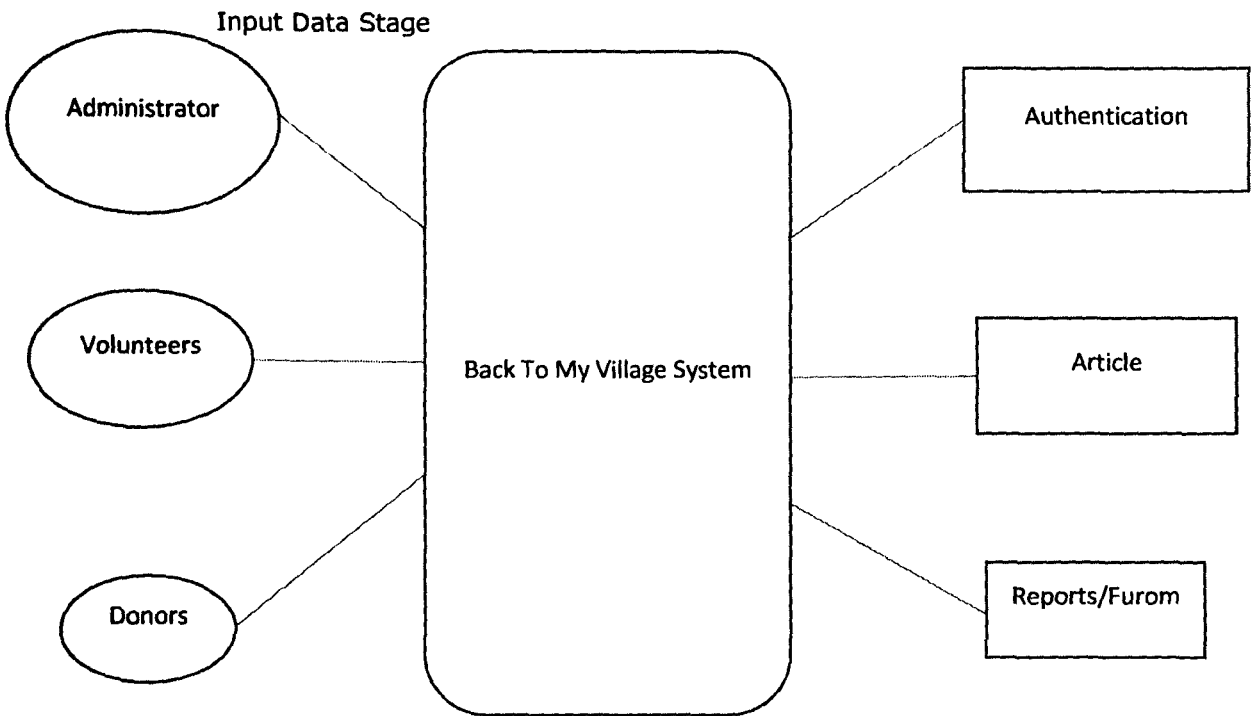 Input Data Stage
Administrator
Authentication
Volunteers
Back To My Village System
Article
Donors
Reports/Furom